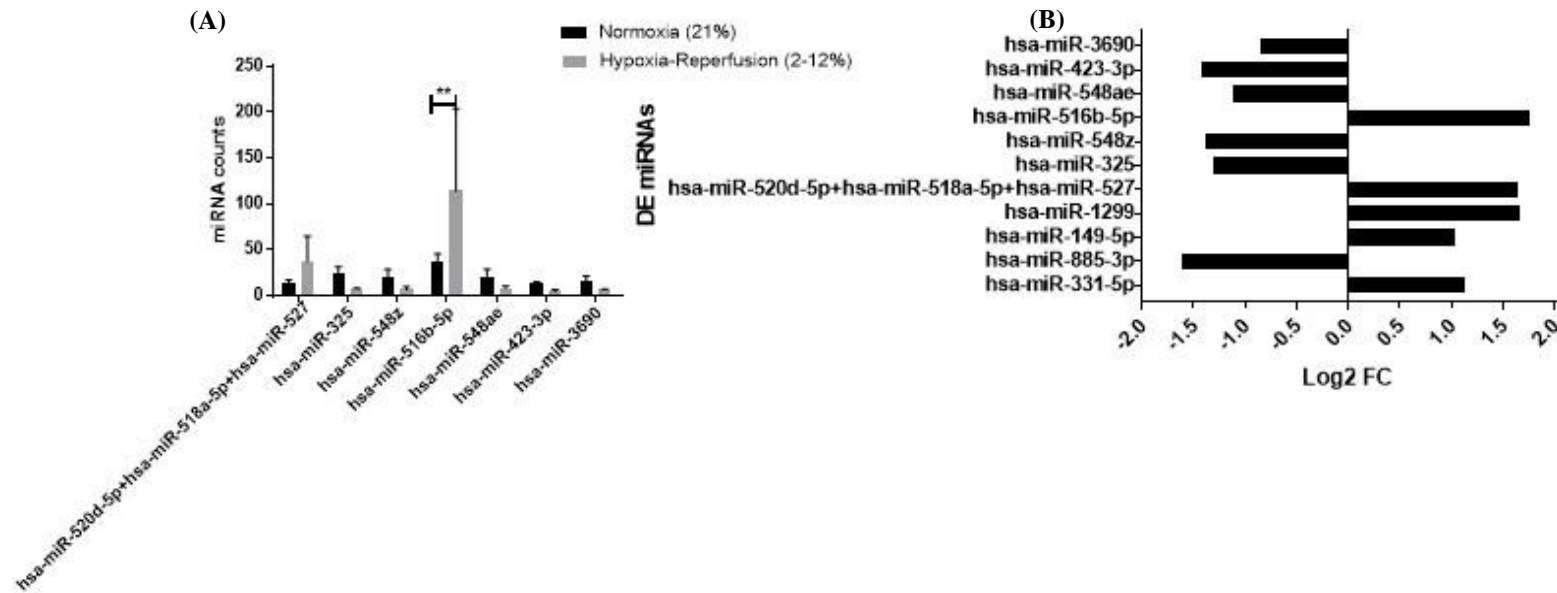 (A)
Normoxia (21%)
Hypoxia-Reperfusion (2-12%)
miRNA counts
250
200
150
100
50
0
**
hsa-miR-520d-5p+hsa-miR-518a-5p+hsa-miR-527
hsa-miR-325
hsa-miR-548z
hsa-miR-516b-5p
hsa-miR-548ae
hsa-miR-423-3p
hsa-miR-3690
(B)
DE miRNAs
hsa-miR-3690
hsa-miR-423-3p
hsa-miR-548ae
hsa-miR-516b-5p
hsa-miR-548z
hsa-miR-325
hsa-miR-520d-5p+hsa-miR-518a-5p+hsa-miR-527
hsa-miR-1299
hsa-miR-149-5p
hsa-miR-885-3p
hsa-miR-331-5p
-2.0 -1.5 -1.0 -0.5 0.0 0.5 1.0 1.5 2.0
Log2 FC